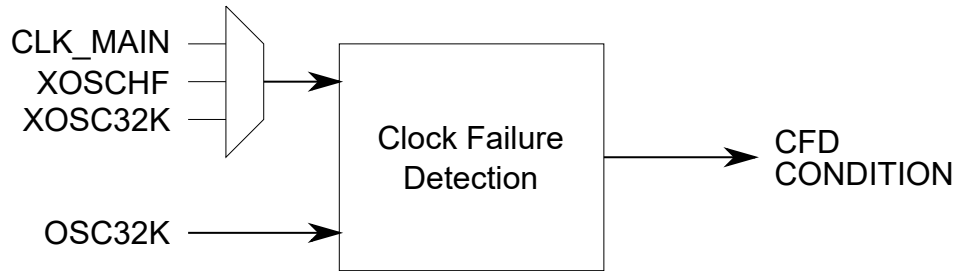 CLK_MAIN
XOSCHF
XOSC32K
OSC32K
Clock Failure
Detection
CFD
CONDITION